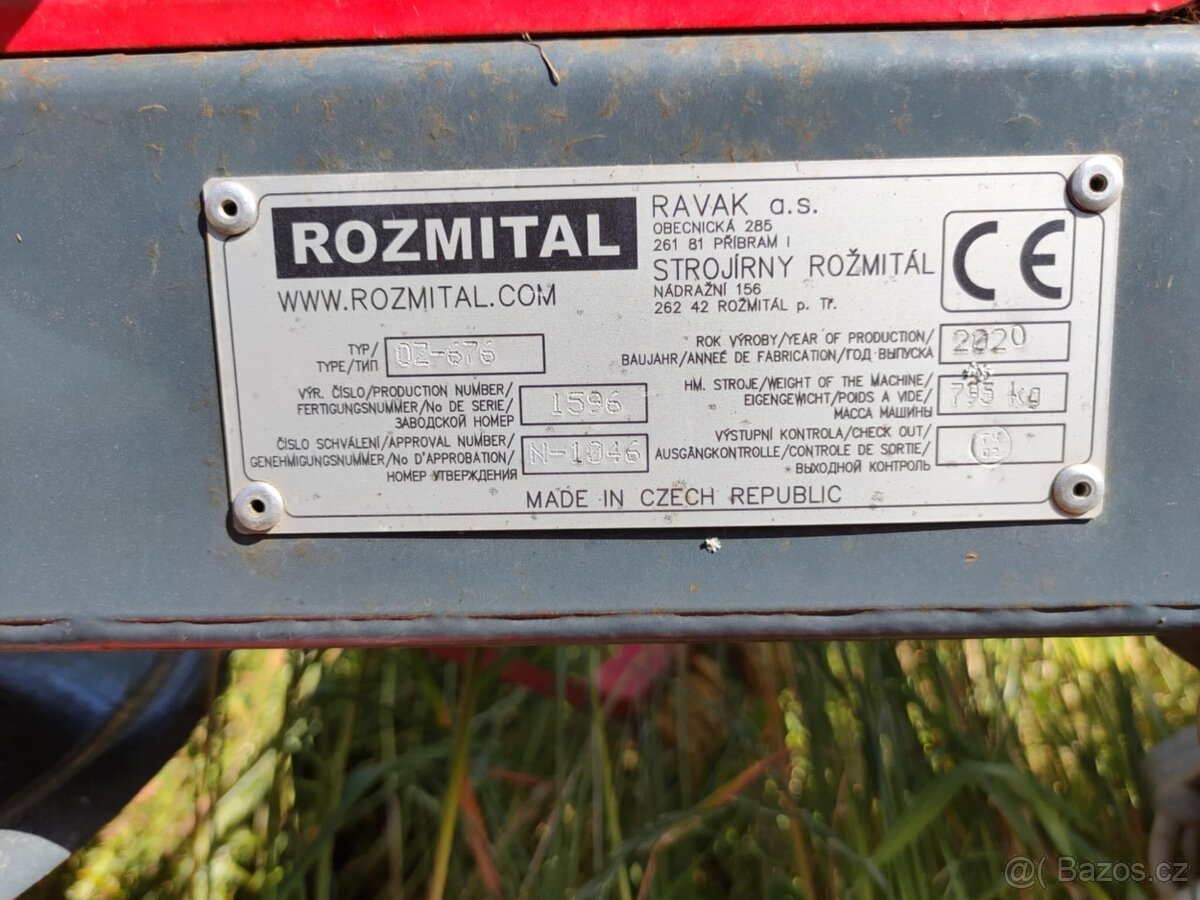 ROZMITAL
WWW.ROZMITAL.COM
RAVAK a.s.
OBECNICKÁ 285
261 81 PŘÍBRAM I
STROJÍRNY ROŽMITÁL
NÁDRAŽNÍ 156
262 42 ROŽMITÁL p. TŘ.
CE
TYP/
TYPE/ТИП
OZ-676
VÝR. ČÍSLO/PRODUCTION NUMBER/
FERTIGUNGSNUMMER/No DE SERIE/
ЗАВОДСКОЙ НОМЕР
1596
ČÍSLO SCHVÁLENÍ/APPROVAL NUMBER/
GENEHMIGUNGSNUMMER/No D'APPROBATION/
НОМЕР УТВЕРЖДЕНИЯ
N-1046
ROK VÝROBY/YEAR OF PRODUCTION/
BAUJAHR/ANNEÉ DE FABRICATION/ГОД ВЫПУСКА
2020
HM. STROJE/WEIGHT OF THE MACHINE/
EIGENGEWICHT/POIDS A VIDE/
МАССА МАШИНЫ
795 kg
VÝSTUPNÍ KONTROLA/CHECK OUT/
AUSGÄNGKONTROLLE/CONTROLE DE SORTIE/
ВЫХОДНОЙ КОНТРОЛЬ
MADE IN CZECH REPUBLIC
@( Bazos.cz